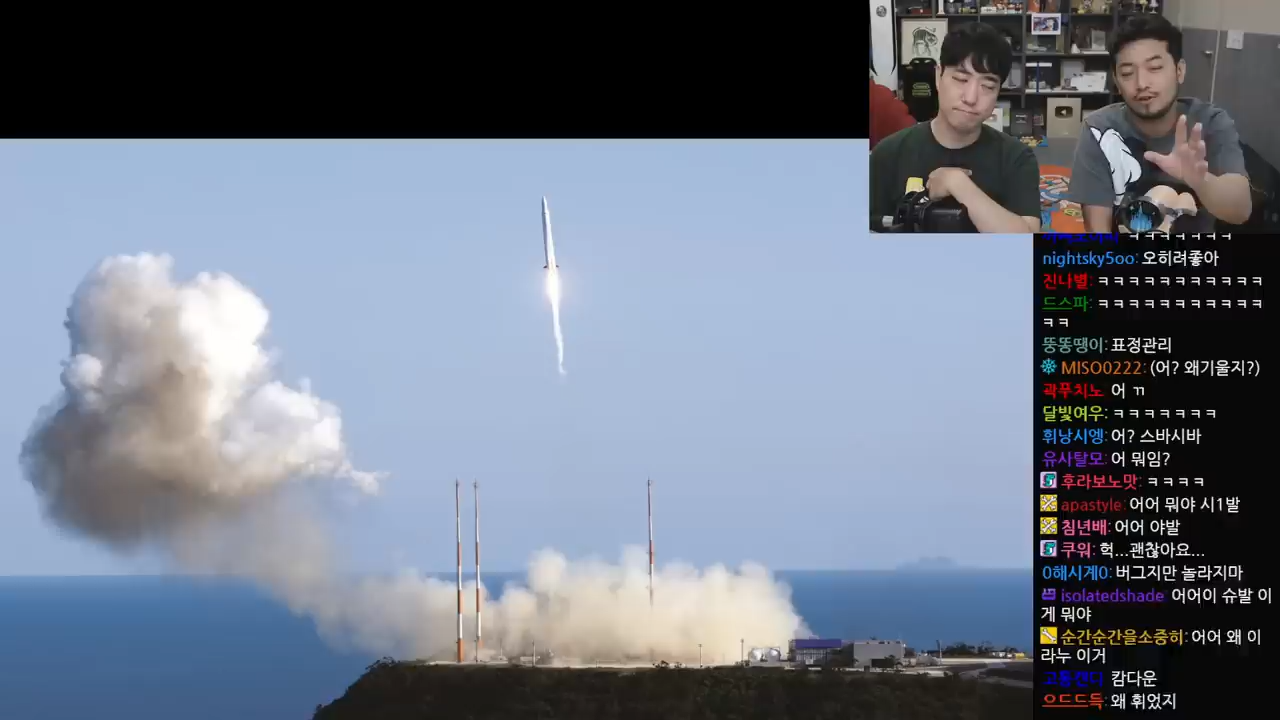 ㅋㅋㅋㅋㅋㅋㅋ
nightsky5oo: 오히려좋아
진나별: ㅋㅋㅋㅋㅋㅋㅋㅋㅋㅋㅋ
드스파: ㅋㅋㅋㅋㅋㅋㅋㅋㅋㅋㅋ
ㅋㅋ
뚱똥땡이: 표정관리
MISO0222: (어? 왜기울지?)
곽푸치노 어 ㄲ
달빛여우: ㅋㅋㅋㅋㅋㅋㅋ
휘낭시엥: 어? 스바시바
유사탈모: 어 뭐임?
후라보노맛: ㅋㅋㅋㅋ
apastyle: 어어 뭐야 시1발
침년배: 어어 야발
쿠워: 헉...괜찮아요...
0해시계0: 버그지만 놀라지마
isolatedshade: 어어이 슈발 이
게 뭐야
순간순간을소중히: 어어 왜 이
라누 이거
고통캔디: 캄다운
으드드득: 왜 휘었지